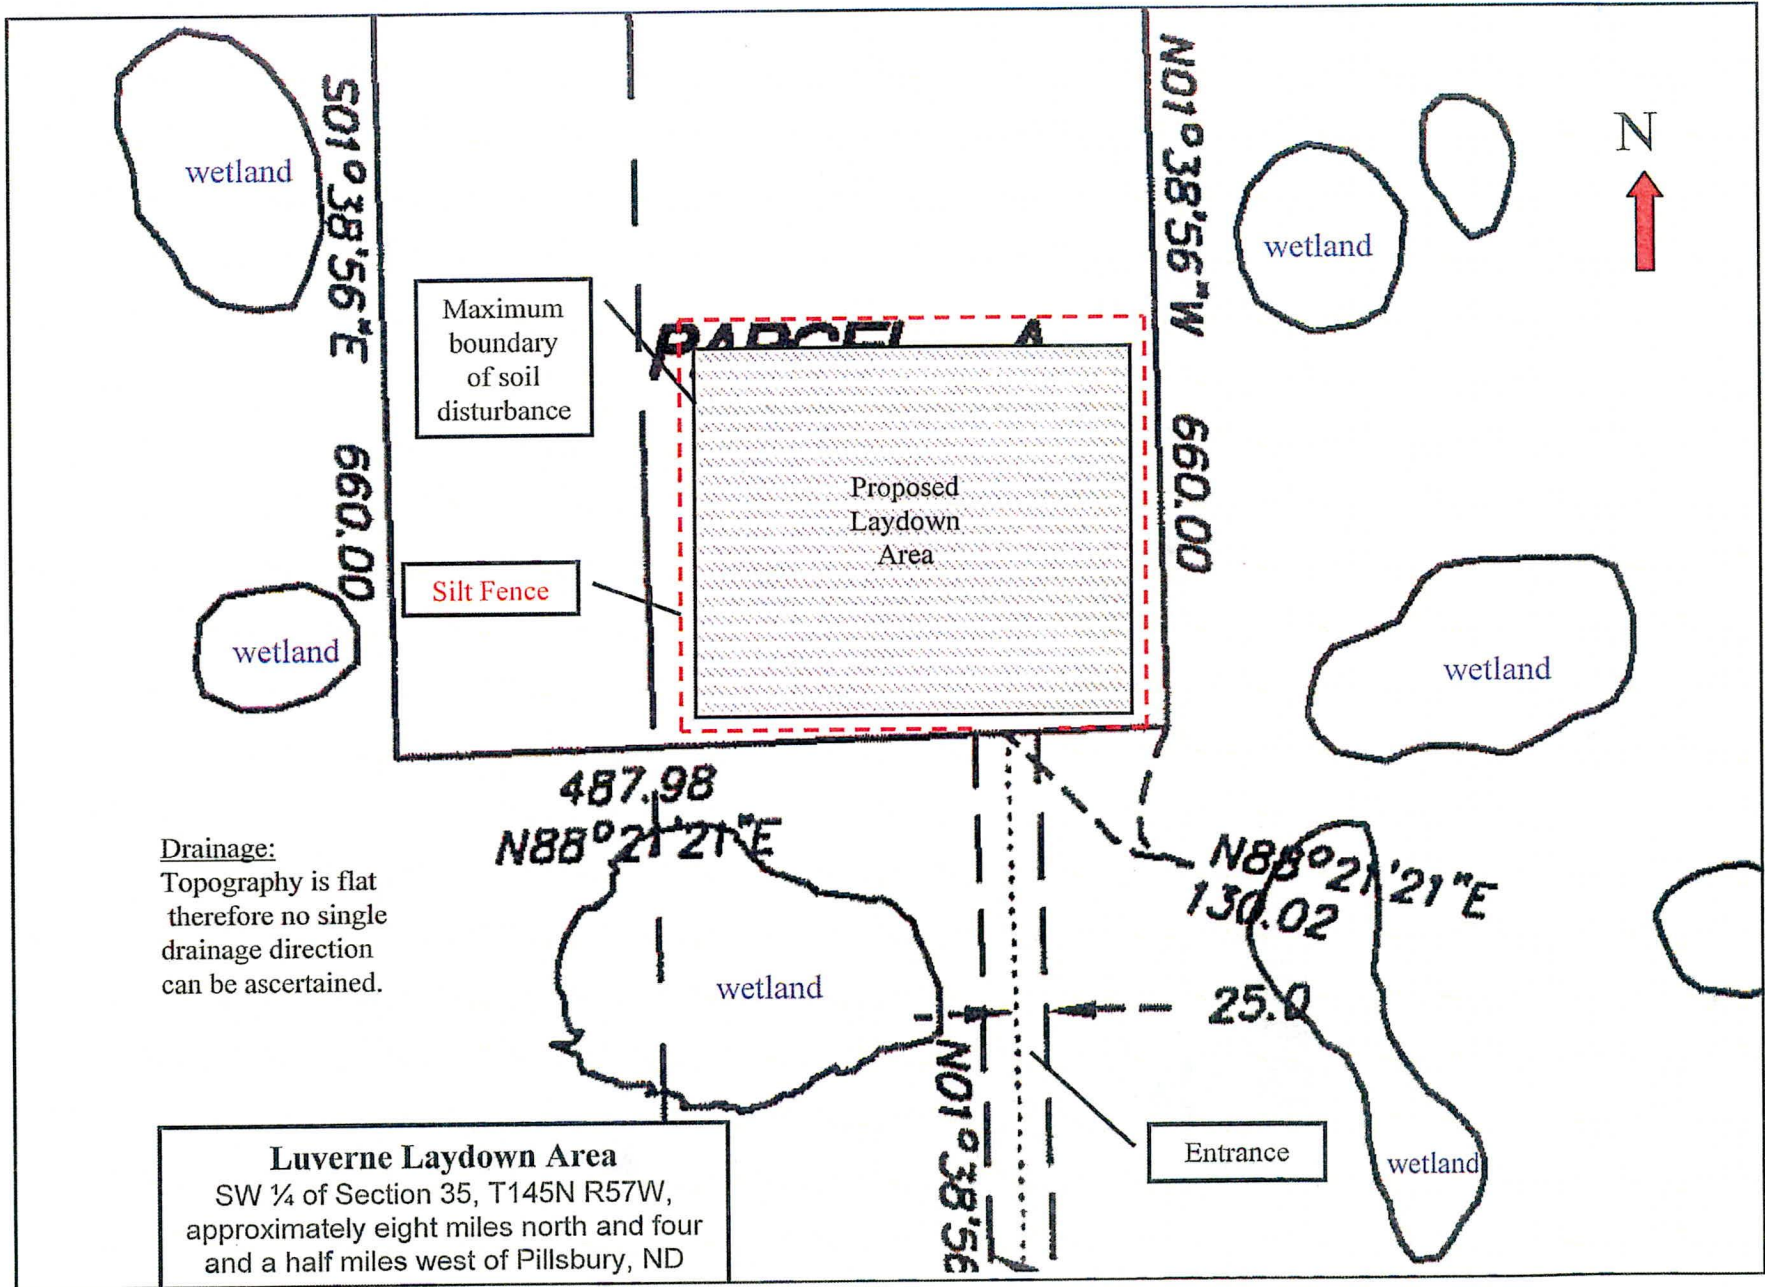 S01°38'56"E
660.00
wetland
N01°38'56"W
660.00
N
wetland
wetland
Maximum
boundary
of soil
disturbance
PARCEL A
Proposed
Laydown
Area
Silt Fence
wetland
487.98
N88°21'21"E
Drainage:
Topography is flat
therefore no single
drainage direction
can be ascertained.
wetland
N88°21'21"E
130.02
25.0
N01°38'56
Entrance
wetland
wetland
Luverne Laydown Area
SW ¼ of Section 35, T145N R57W,
approximately eight miles north and four
and a half miles west of Pillsbury, ND